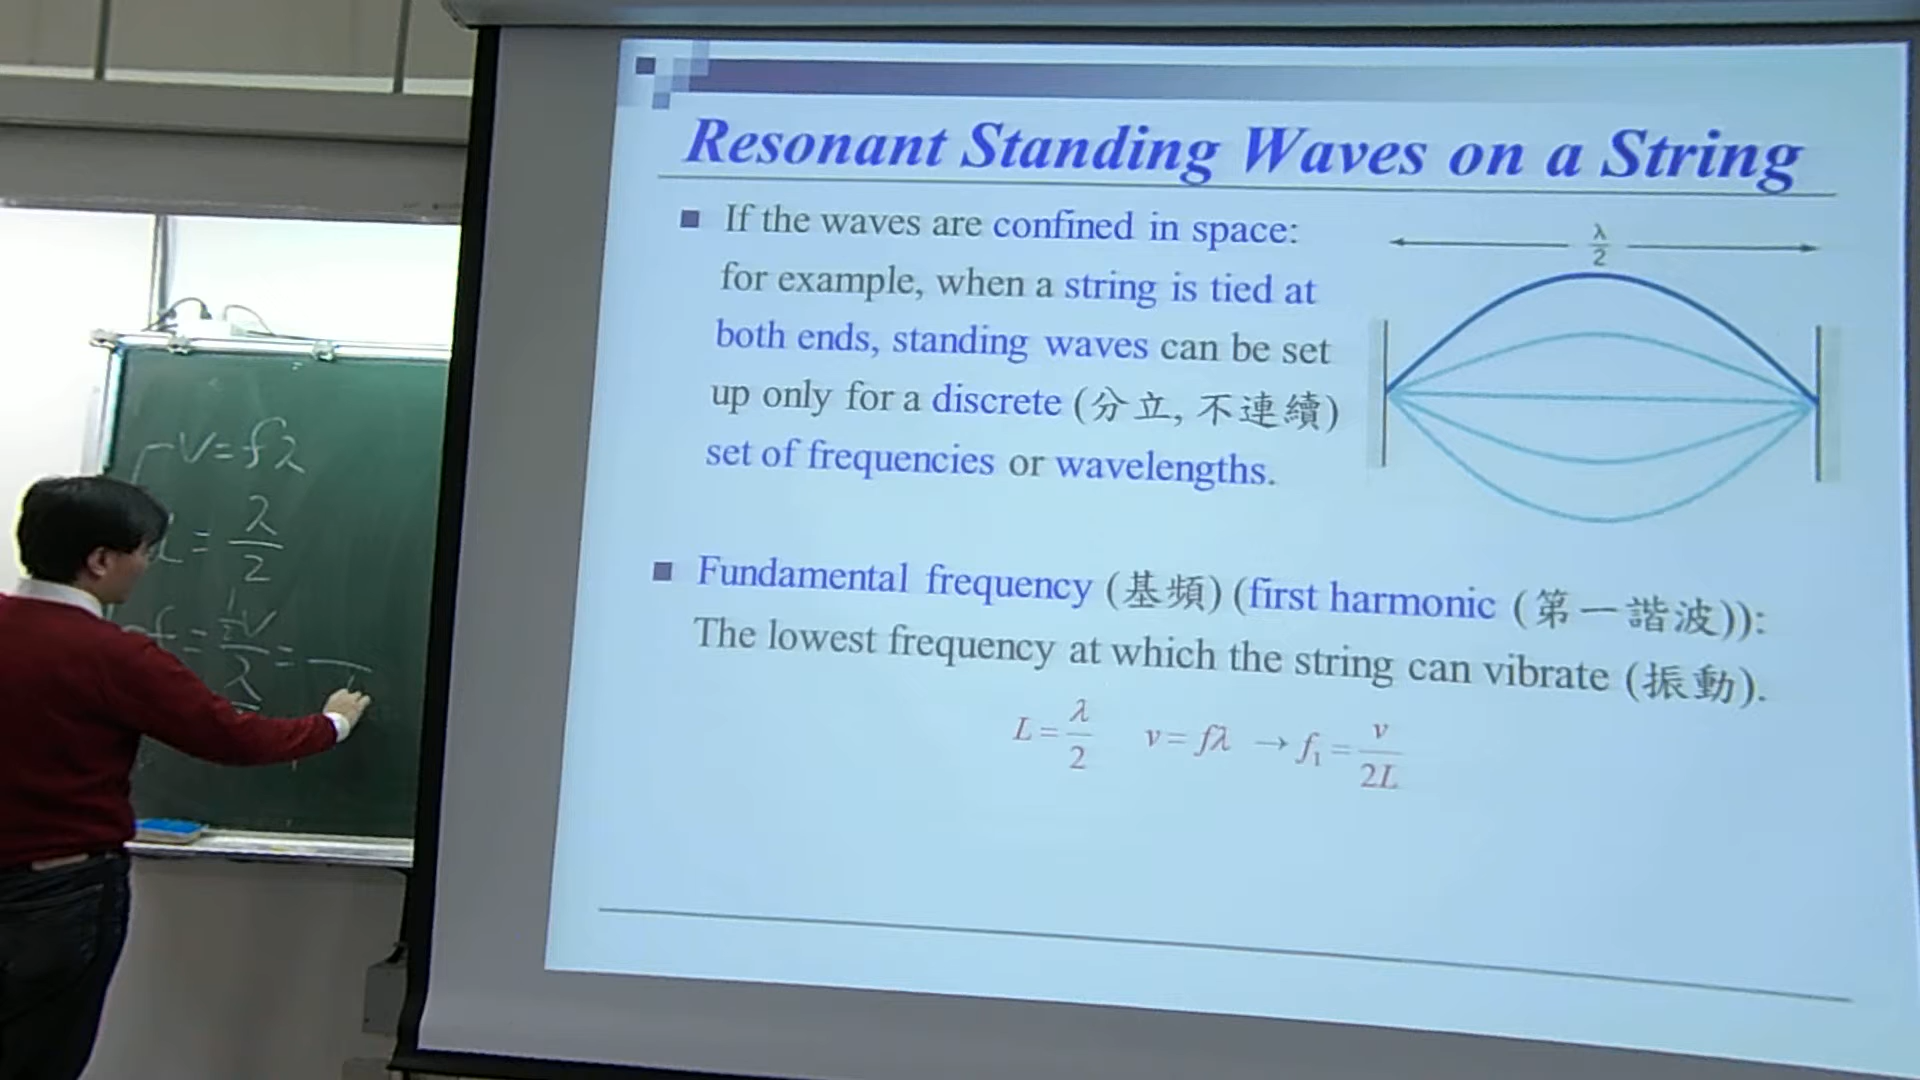 Resonant Standing Waves on a String
If the waves are confined in space:
for example, when a string is tied at
both ends, standing waves can be set
up only for a discrete (分立, 不連續)
set of frequencies or wavelengths.
λ/2
Fundamental frequency (基頻) (first harmonic (第一諧波)):
The lowest frequency at which the string can vibrate (振動).
L = λ/2 v = fλ → f₁ = v/2L
v = fλ
= λ/2
f = ½v/λ =